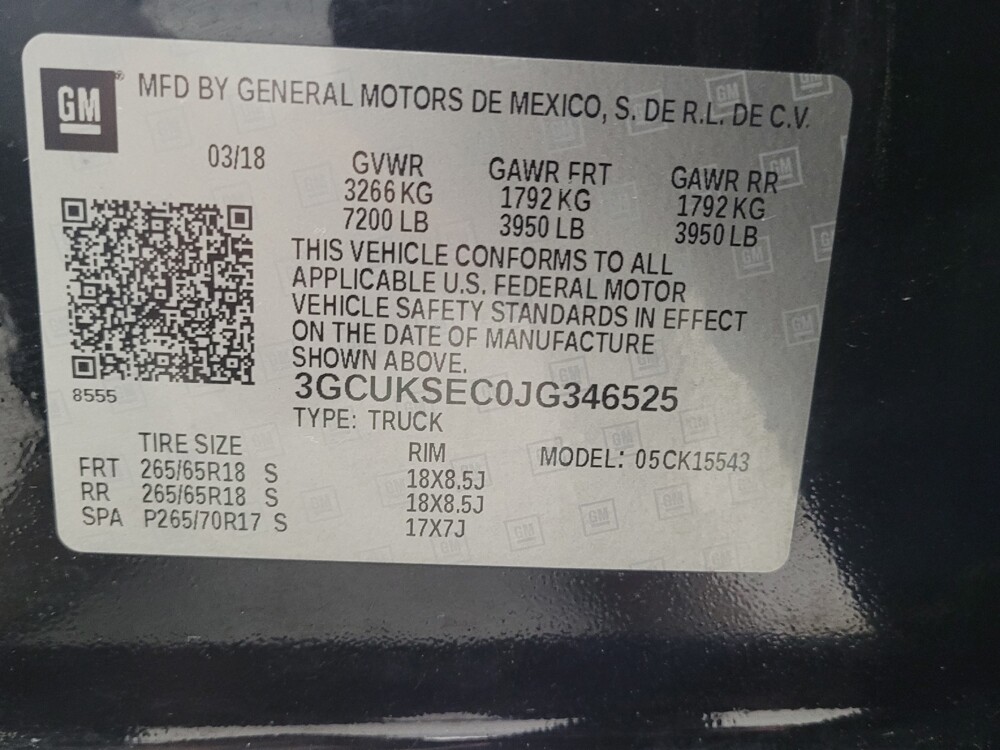 GM
MFD BY GENERAL MOTORS DE MEXICO, S. DE R.L. DE C.V.
03/18
GVWR GAWR FRT GAWR RR
3266 KG 1792 KG 1792 KG
7200 LB 3950 LB 3950 LB
THIS VEHICLE CONFORMS TO ALL
APPLICABLE U.S. FEDERAL MOTOR
VEHICLE SAFETY STANDARDS IN EFFECT
ON THE DATE OF MANUFACTURE
SHOWN ABOVE.
8555
3GCUKSEC0JG346525
TYPE: TRUCK
TIRE SIZE RIM MODEL: 05CK15543
FRT 265/65R18 S 18X8.5J
RR 265/65R18 S 18X8.5J
SPA P265/70R17 S 17X7J